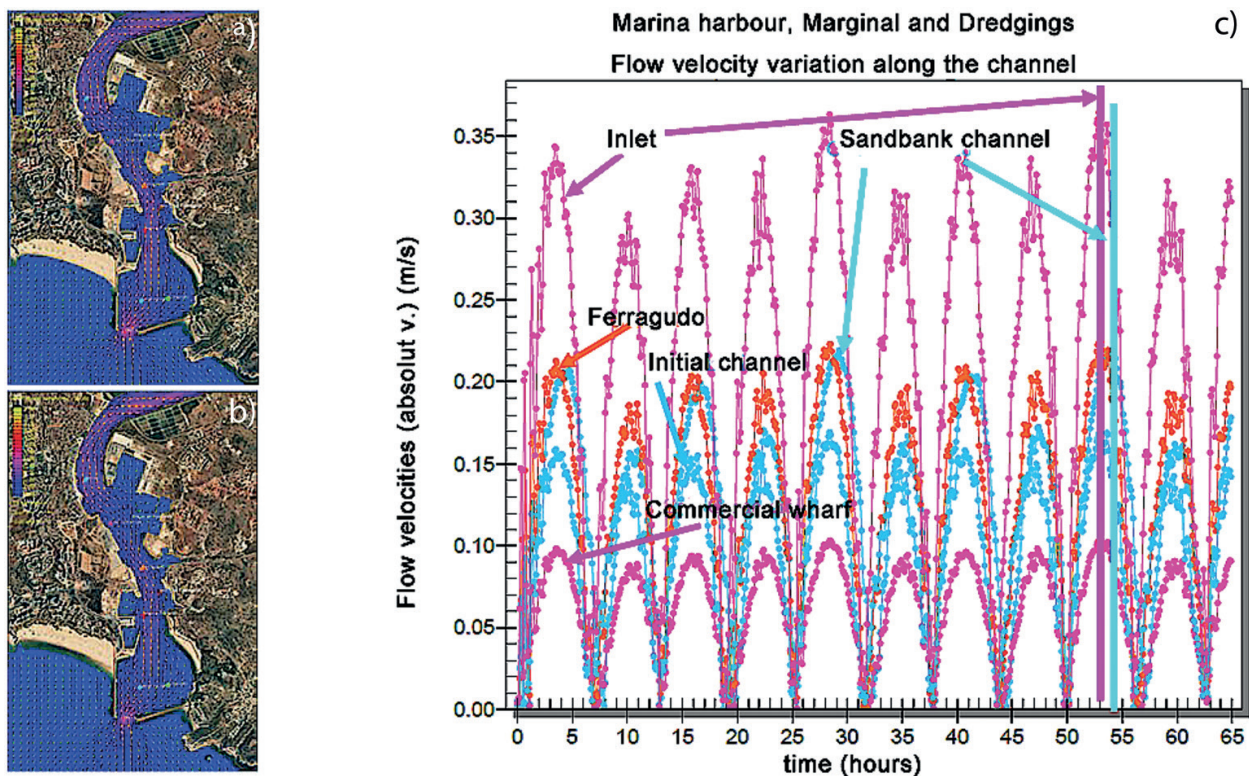 a)
b)
c)
Marina harbour, Marginal and Dredgings
Flow velocity variation along the channel
Inlet
Sandbank channel
Ferragudo
Initial channel
Commercial wharf
Flow velocities (absolut v.) (m/s)
0.35
0.30
0.25
0.20
0.15
0.10
0.05
0.00
0 5 10 15 20 25 30 35 40 45 50 55 60 65
time (hours)